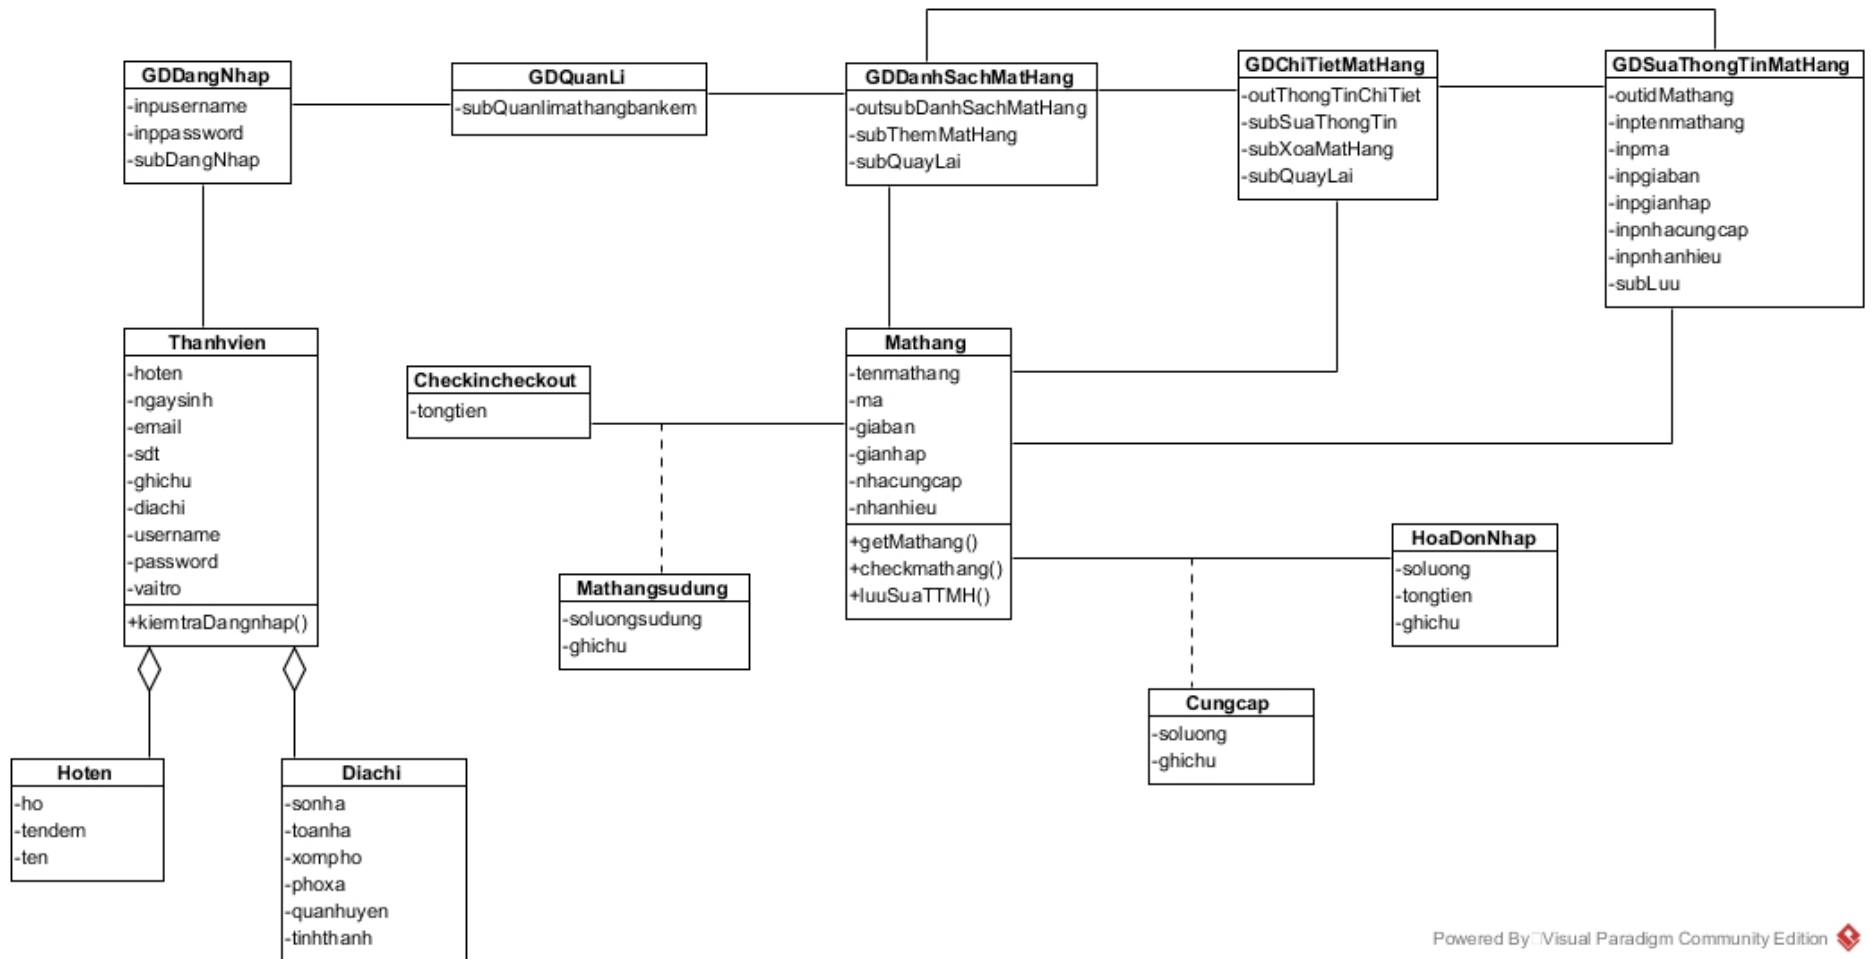 GDDangNhap
-inpusername
-inppassword
-subDangNhap
GDQuanLi
-subQuanlimathangbankem
GDDanhSachMatHang
-outsubDanhSachMatHang
-subThemMatHang
-subQuayLai
GDChiTietMatHang
-outThongTinChiTiet
-subSuaThongTin
-subXoaMatHang
-subQuayLai
GDSuaThongTinMatHang
-outidMathang
-inptenmathang
-inpma
-inpgiaban
-inpgianhap
-inpnhacungcap
-inpnhanhieu
-subLuu
Thanhvien
-hoten
-ngaysinh
-email
-sdt
-ghichu
-diachi
-username
-password
-vaitro
+kiemtraDangnhap()
Checkincheckout
-tongtien
Mathang
-tenmathang
-ma
-giaban
-gianhap
-nhacungcap
-nhanhieu
+getMathang()
+checkmathang()
+luuSuaTTMH()
Mathangsudung
-soluongsudung
-ghichu
HoaDonNhap
-soluong
-tongtien
-ghichu
Cungcap
-soluong
-ghichu
Hoten
-ho
-tendem
-ten
Diachi
-sonha
-toanha
-xompho
-phoxa
-quanhuyen
-tinhthanh
Powered By Visual Paradigm Community Edition